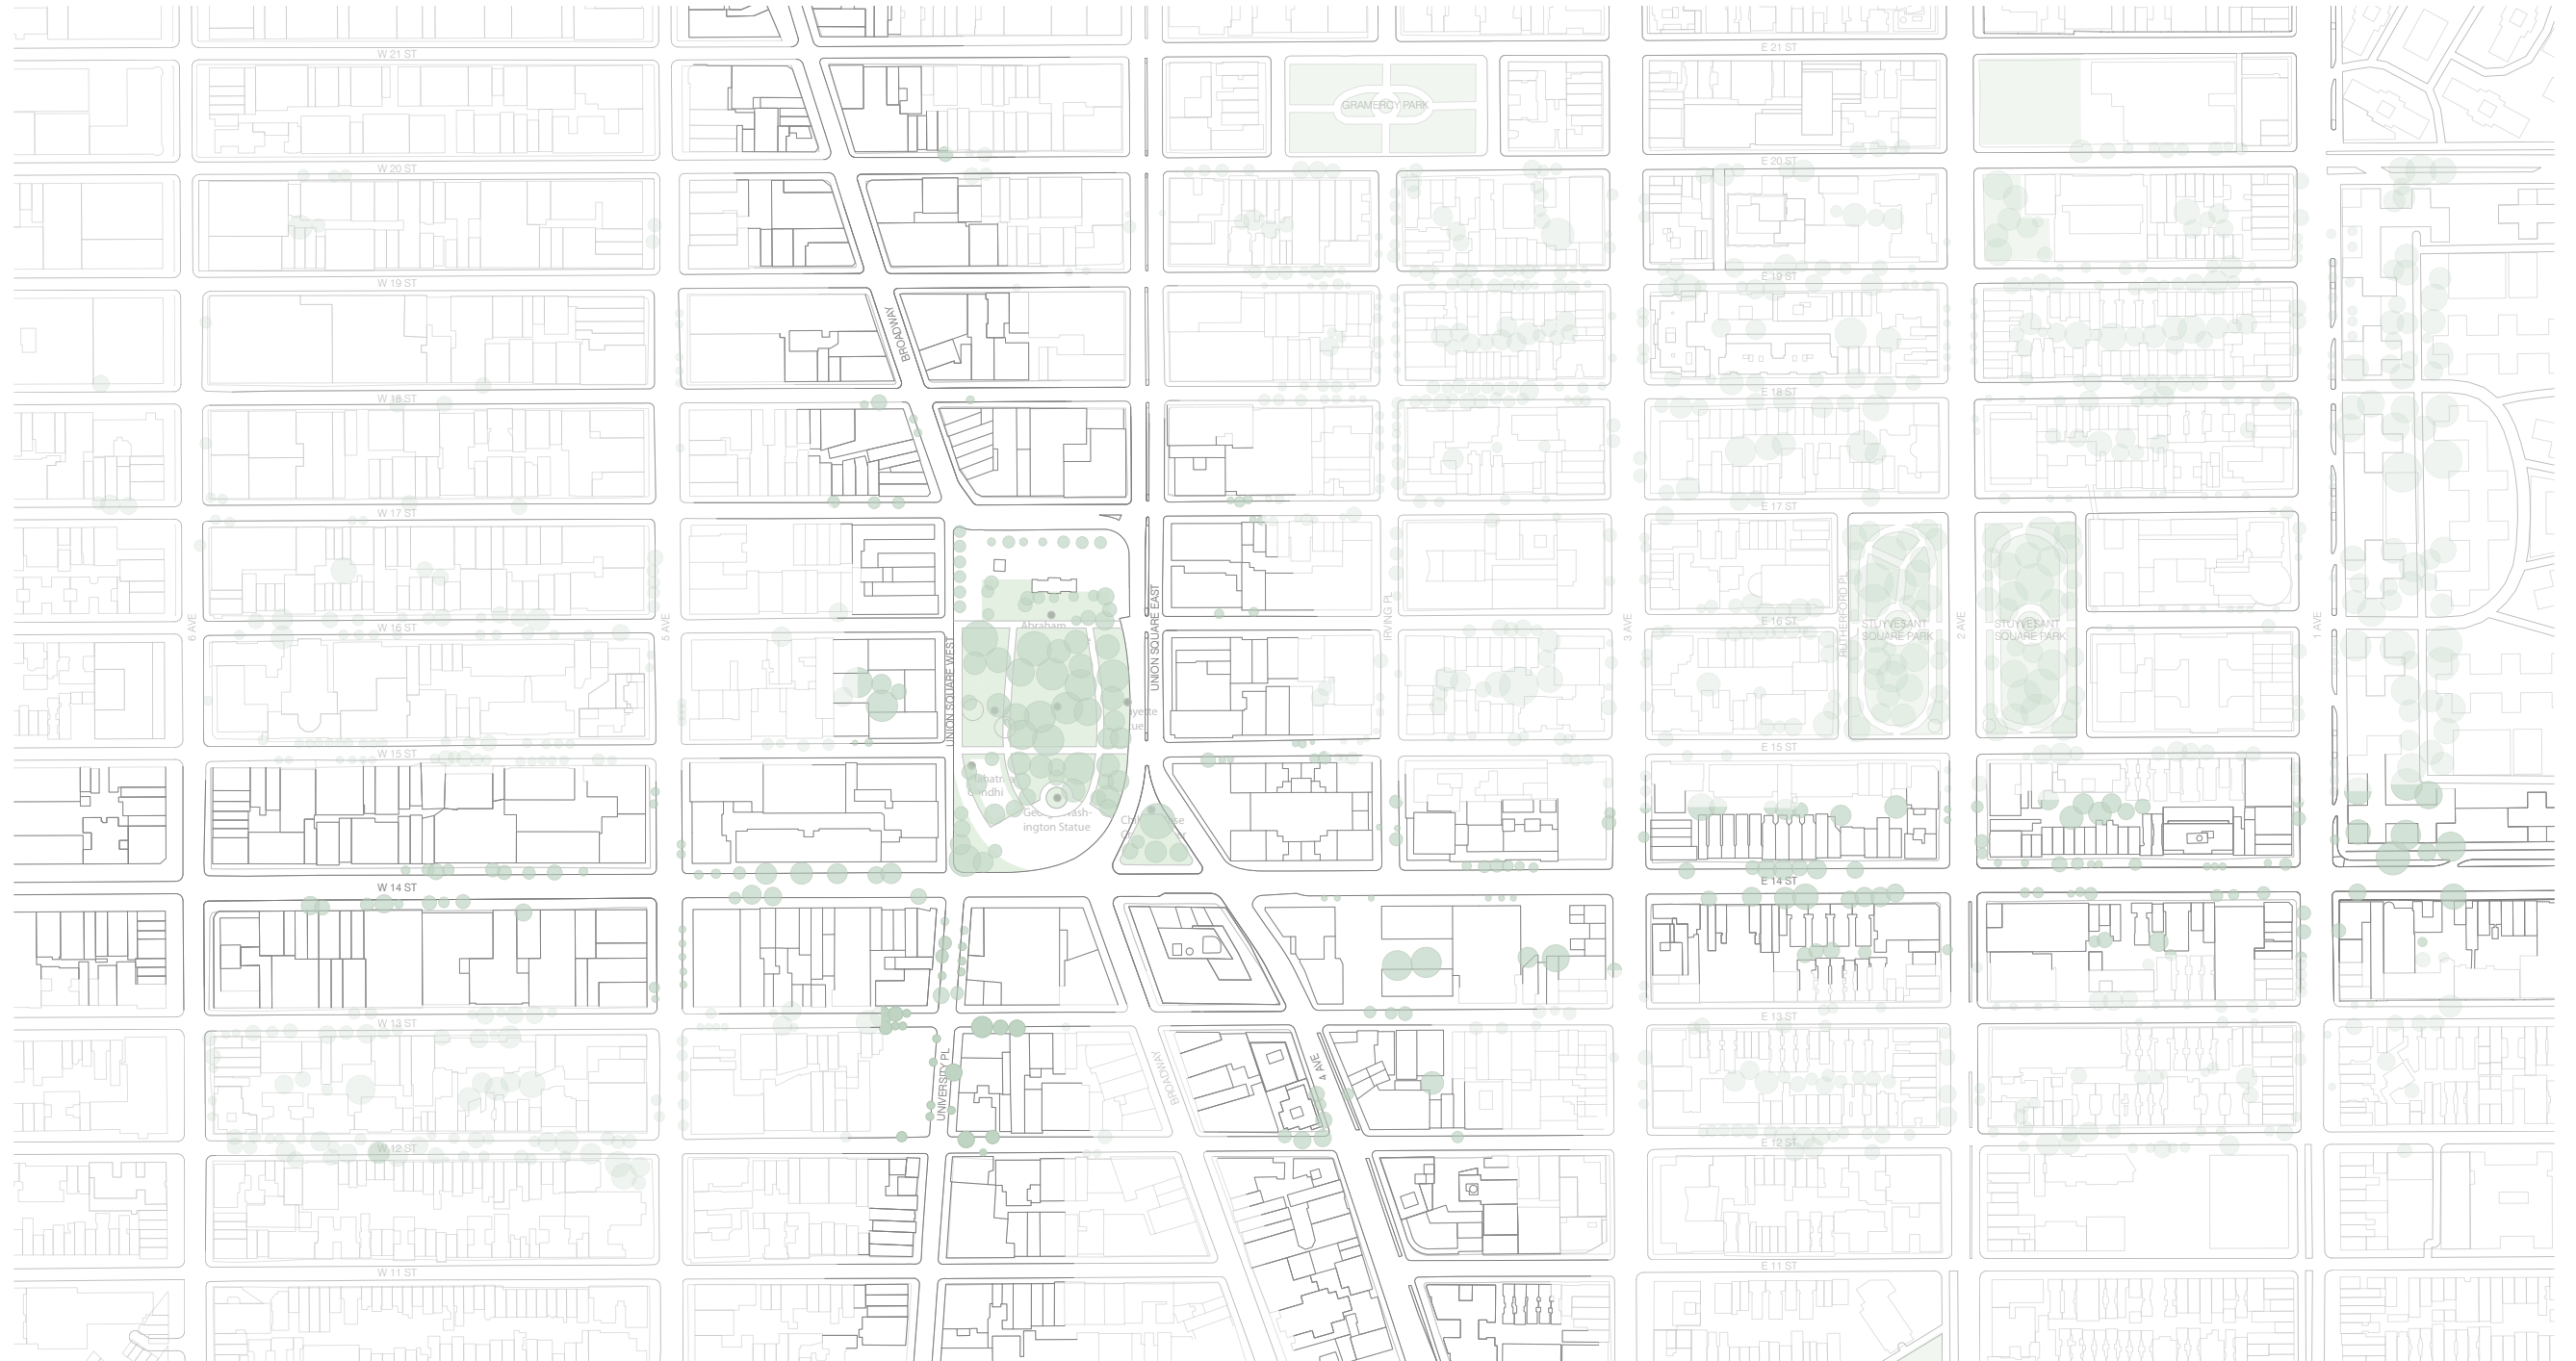 W 21 ST
E 21 ST
GRAMERCY PARK
W 20 ST
E 20 ST
W 19 ST
E 19 ST
BROADWAY
W 18 ST
E 18 ST
W 17 ST
E 17 ST
6 AVE
5 AVE
W 16 ST
UNION SQUARE WEST
Abraham
UNION SQUARE EAST
IRVING PL
3 AVE
E 16 ST
RUTHERFORD PL
STUYVESANT
SQUARE PARK
2 AVE
STUYVESANT
SQUARE PARK
1 AVE
W 15 ST
E 15 ST
ington Statue
W 14 ST
E 14 ST
W 13 ST
E 13 ST
UNIVERSITY PL
BROADWAY
4 AVE
W 12 ST
E 12 ST
W 11 ST
E 11 ST